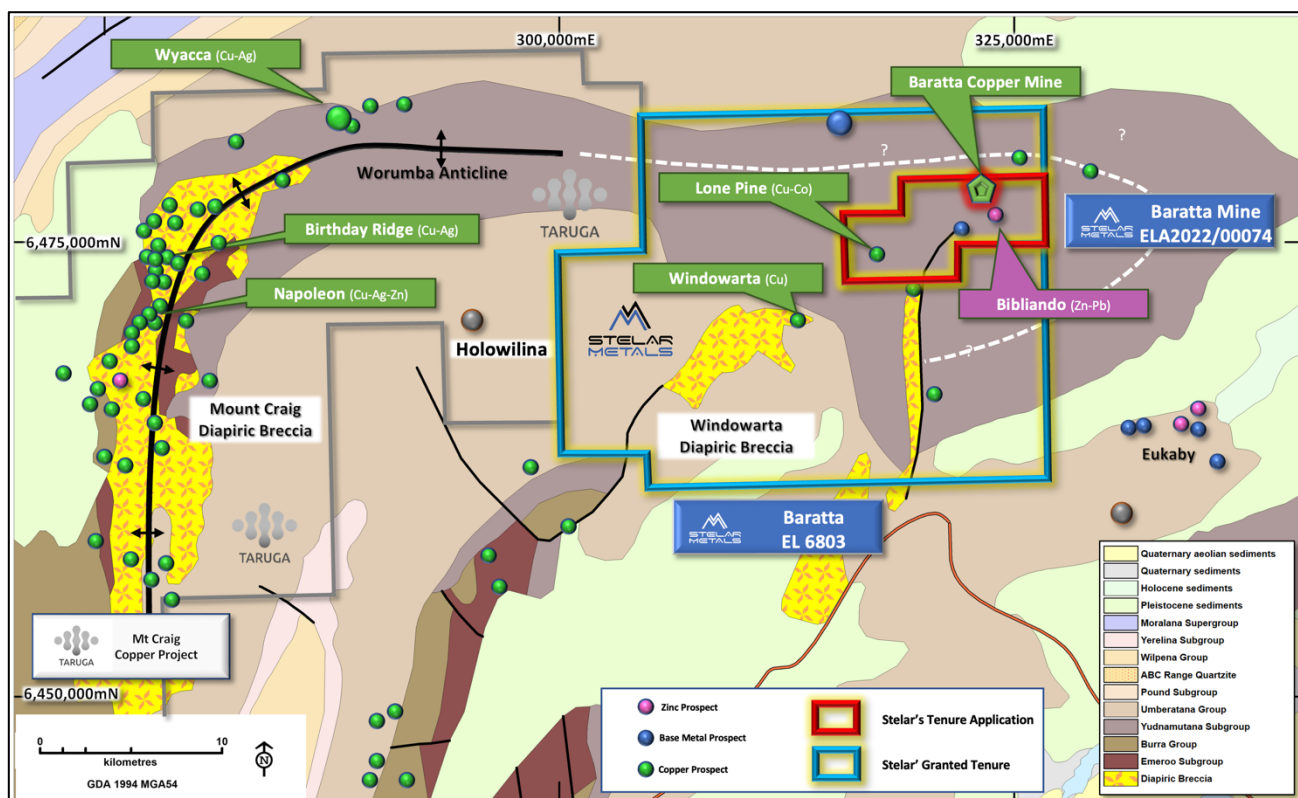 300,000mE
325,000mE
Wyacca (Cu-Ag)
Baratta Copper Mine
?
?
Worumba Anticline
Lone Pine (Cu-Co)
TARUGA
STELAR
METALS
Baratta Mine
ELA2022/00074
6,475,000mN
Birthday Ridge (Cu-Ag)
Windowarta (Cu)
Napoleon (Cu-Ag-Zn)
Bibliando (Zn-Pb)
STELAR
METALS
Holowilina
?
Mount Craig
Diapiric Breccia
Windowarta
Diapiric Breccia
Eukaby
TARUGA
STELAR
METALS
Baratta
EL 6803
TARUGA
Mt Craig
Copper Project
6,450,000mN
0
10
kilometres
N
GDA 1994 MGA54
Zinc Prospect
Base Metal Prospect
Copper Prospect
Stelar's Tenure Application
Stelar' Granted Tenure
Quaternary aeolian sediments
Quaternary sediments
Holocene sediments
Pleistocene sediments
Moralana Supergroup
Yerelina Subgroup
Wilpena Group
ABC Range Quartzite
Pound Subgroup
Umberatana Group
Yudnamutana Subgroup
Burra Group
Emeroo Subgroup
Diapiric Breccia